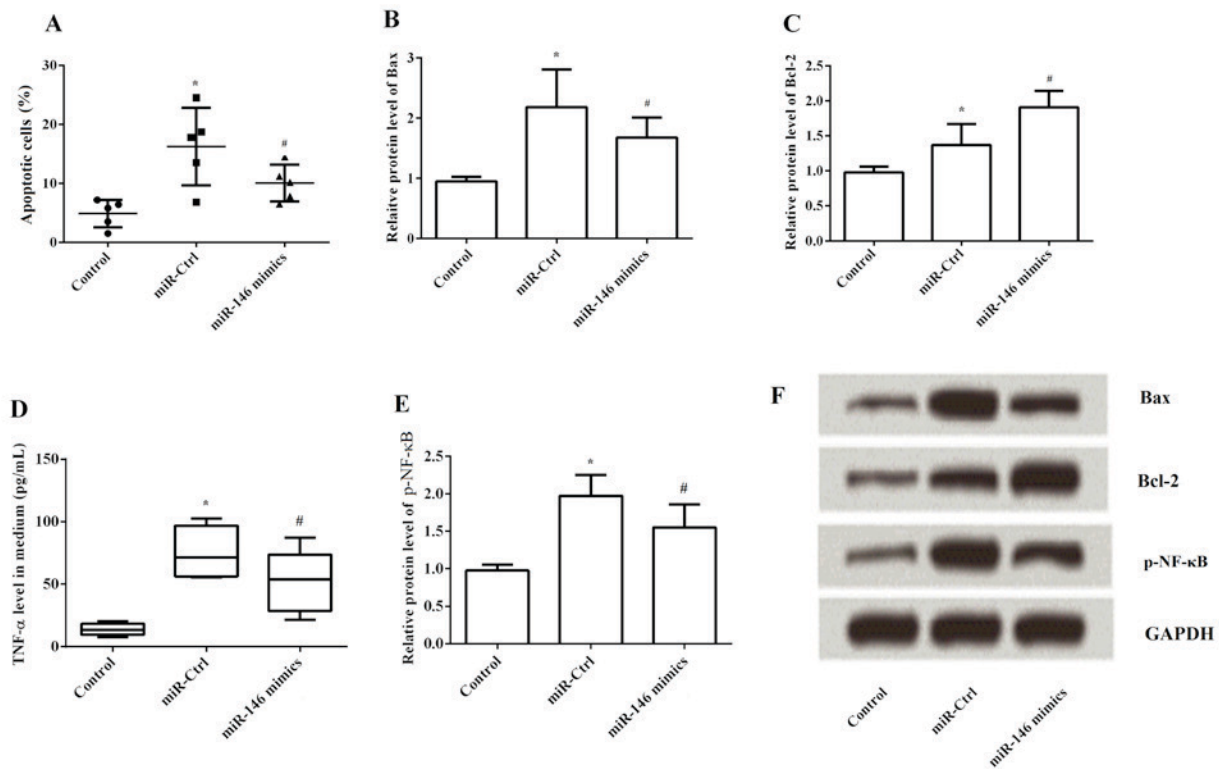 A
Apoptotic cells (%)
30
20
10
0
*
#
Control
miR-Ctrl
miR-146 mimics
B
Relaitve protein level of Bax
3
2
1
0
*
#
Control
miR-Ctrl
miR-146 mimics
C
Relative protein level of Bcl-2
2.5
2.0
1.5
1.0
0.5
0.0
*
#
Control
miR-Ctrl
miR-146 mimics
D
TNF-α level in medium (pg/mL)
150
100
50
0
*
#
Control
miR-Ctrl
miR-146 mimics
E
Relative protein level of p-NF-κB
2.5
2.0
1.5
1.0
0.5
0.0
*
#
Control
miR-Ctrl
miR-146 mimics
F
Bax
Bcl-2
p-NF-κB
GAPDH
Control
miR-Ctrl
miR-146 mimics